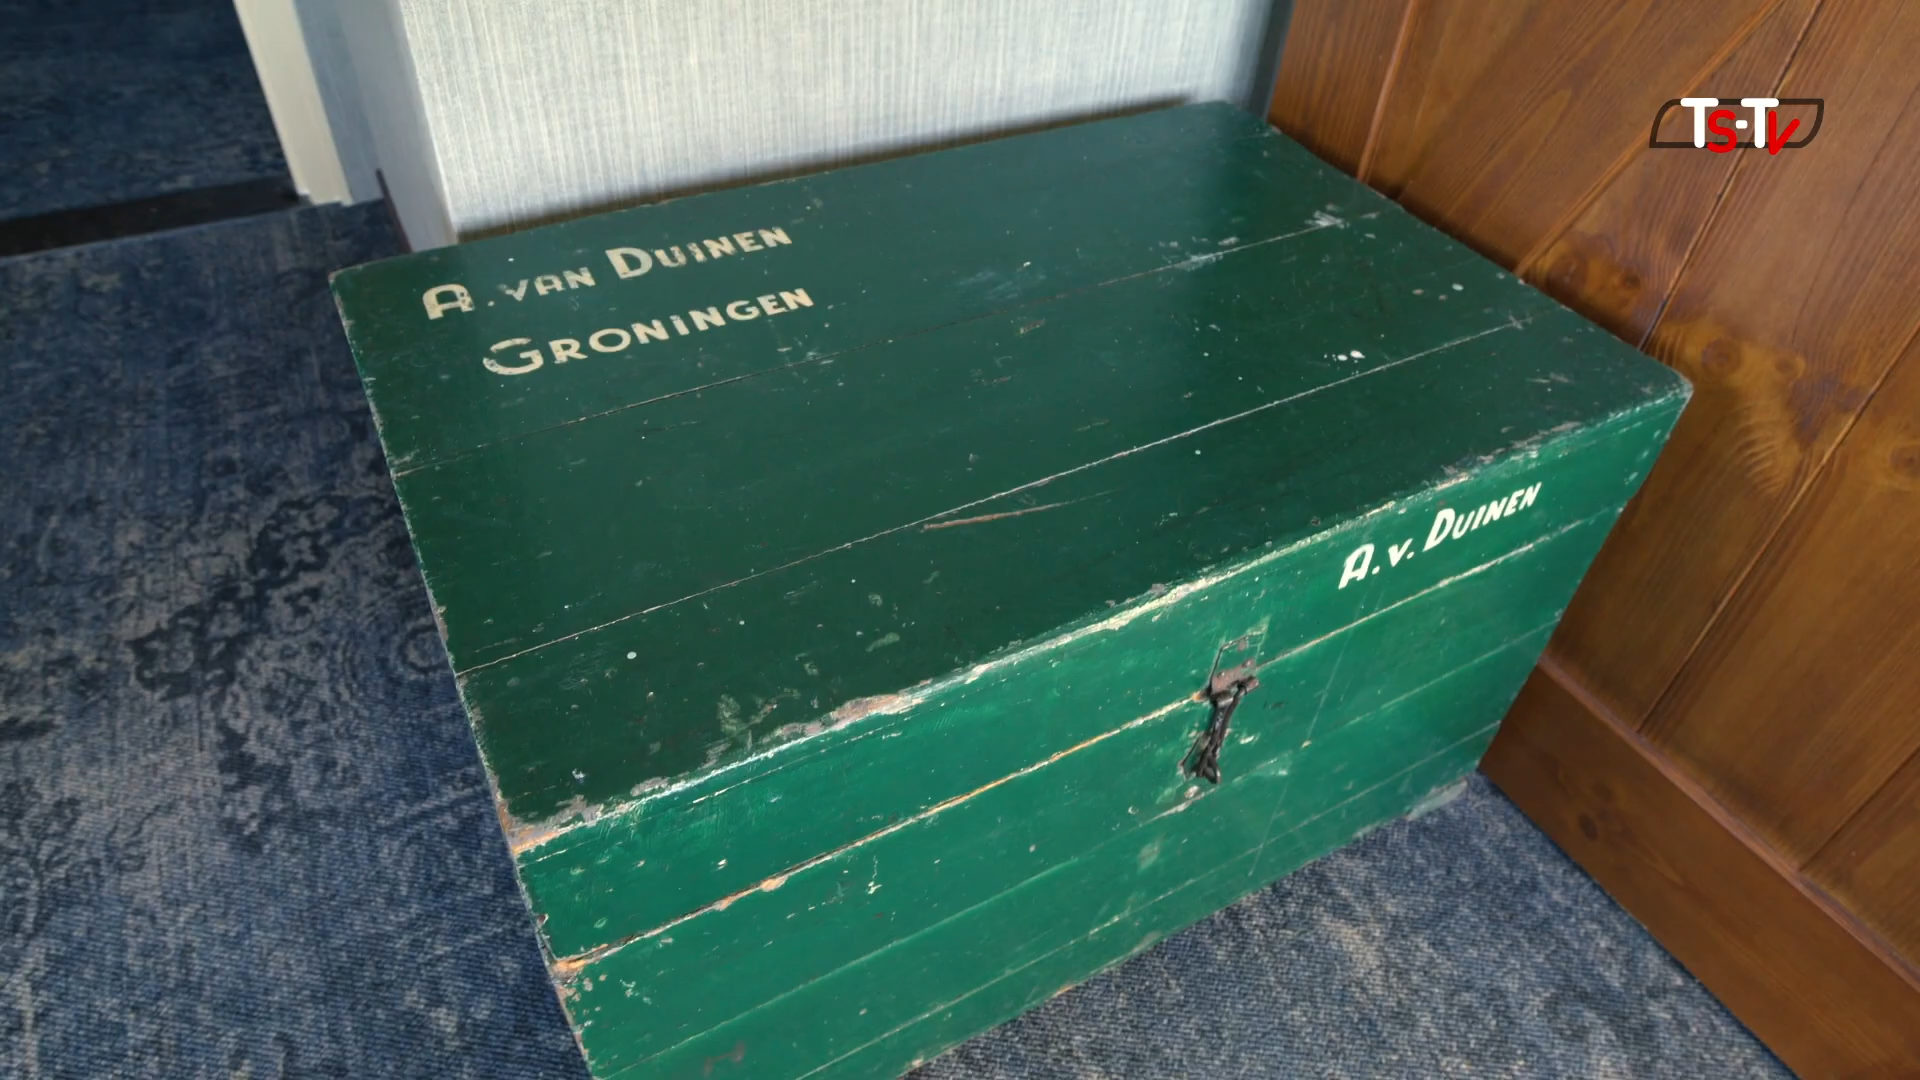 TS-TV
A. VAN DUINEN
GRONINGEN
A. V. DUINEN